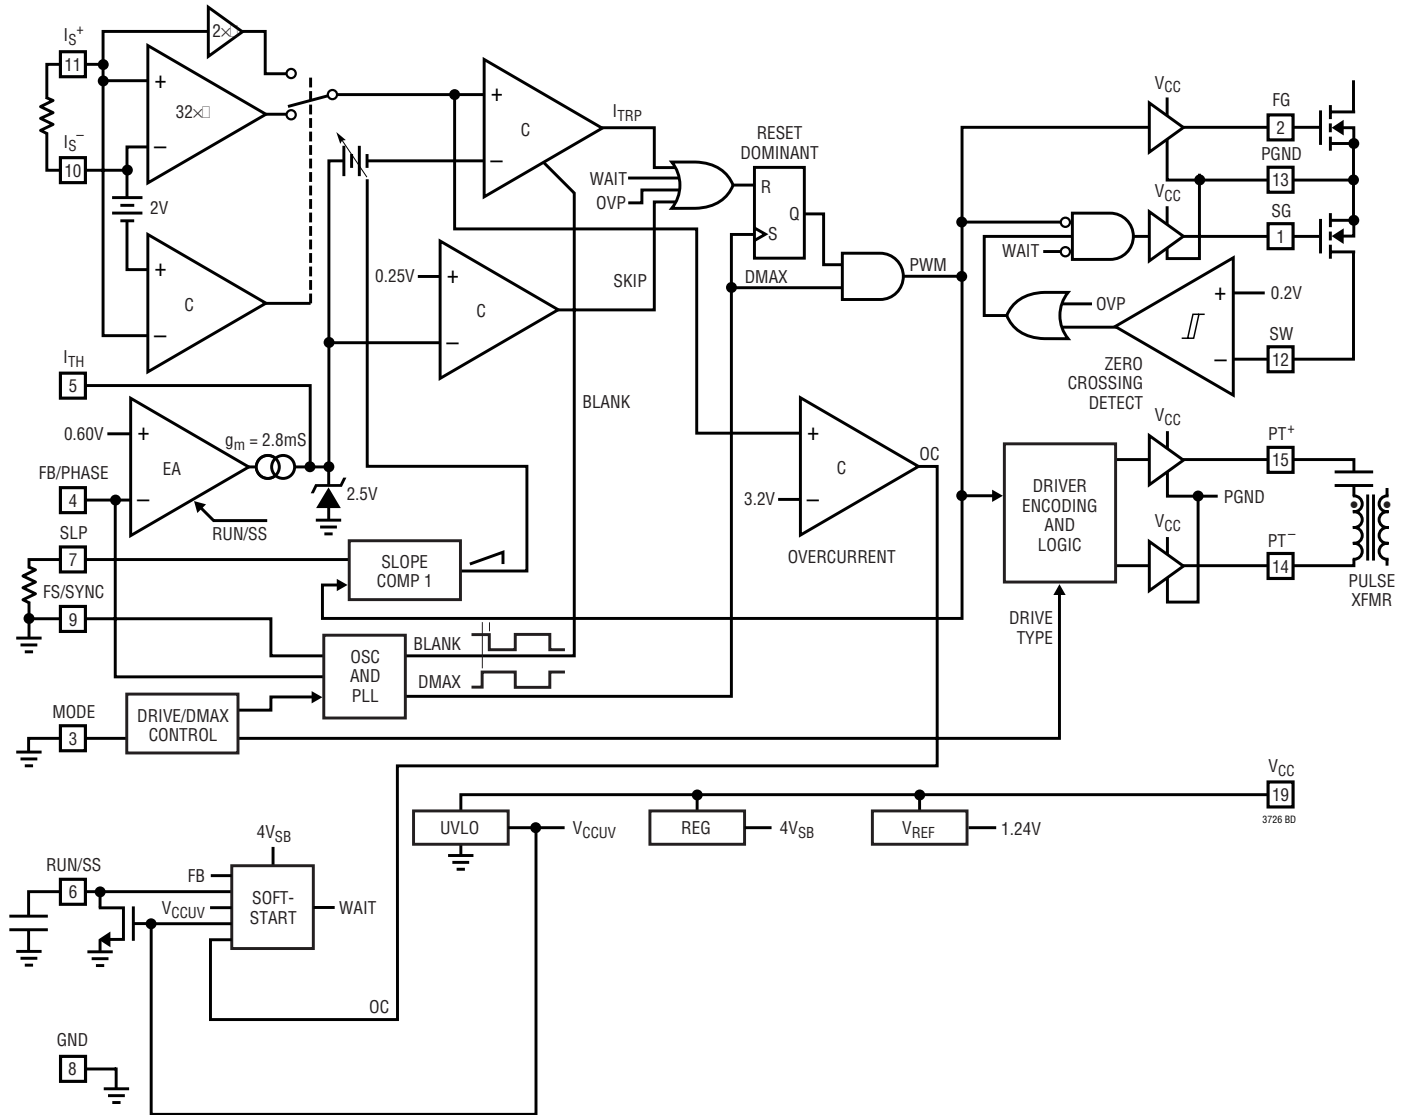 IS+
11
2×
+
32×
−
IS−
10
2V
+
C
−
ITH
5
0.60V
+
EA
−
gm = 2.8mS
FB/PHASE
4
RUN/SS
2.5V
SLP
7
SLOPE
COMP 1
FS/SYNC
9
OSC
AND
PLL
BLANK
DMAX
MODE
3
DRIVE/DMAX
CONTROL
+
C
−
ITRP
WAIT
OVP
0.25V
+
C
−
SKIP
BLANK
RESET
DOMINANT
R
Q
S
DMAX
PWM
+
C
−
3.2V
OC
OVERCURRENT
VCC
FG
2
PGND
13
VCC
SG
1
WAIT
OVP
+
0.2V
−
SW
12
ZERO
CROSSING
DETECT
DRIVER
ENCODING
AND
LOGIC
VCC
PT+
15
PGND
VCC
PT−
14
PULSE
XFMR
DRIVE
TYPE
VCC
19
3726 BD
UVLO
VCCUV
REG
4VSB
VREF
1.24V
4VSB
RUN/SS
6
FB
VCCUV
SOFT-
START
WAIT
OC
GND
8